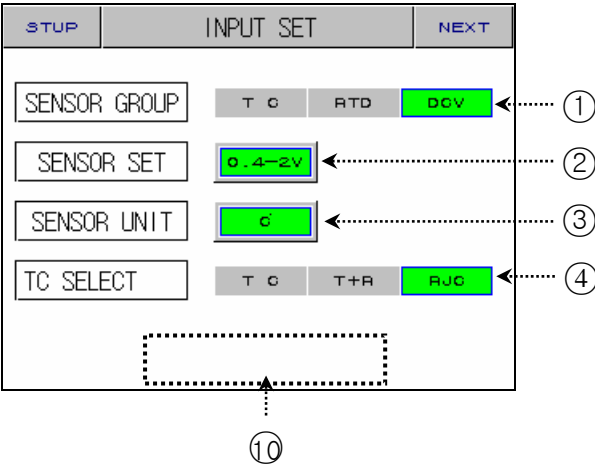 STUP INPUT SET NEXT
SENSOR GROUP T C RTD DCV ①
SENSOR SET 0.4-2V ②
SENSOR UNIT ℃ ③
TC SELECT T C T+R RJC ④
⑩